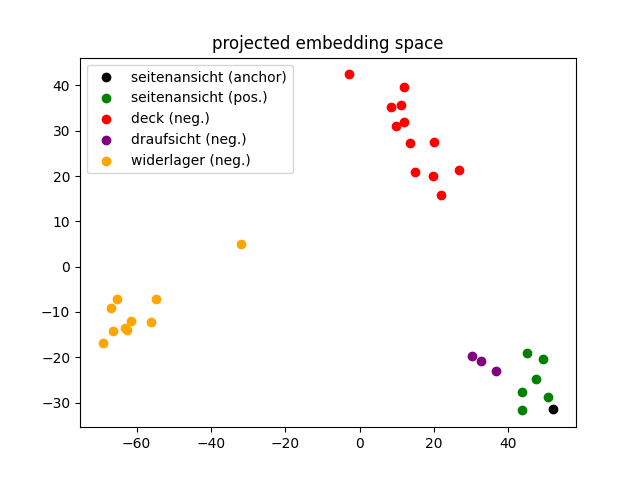 projected embedding space
seitenansicht (anchor)
seitenansicht (pos.)
deck (neg.)
draufsicht (neg.)
widerlager (neg.)
40
30
20
10
0
−10
−20
−30
−60
−40
−20
0
20
40